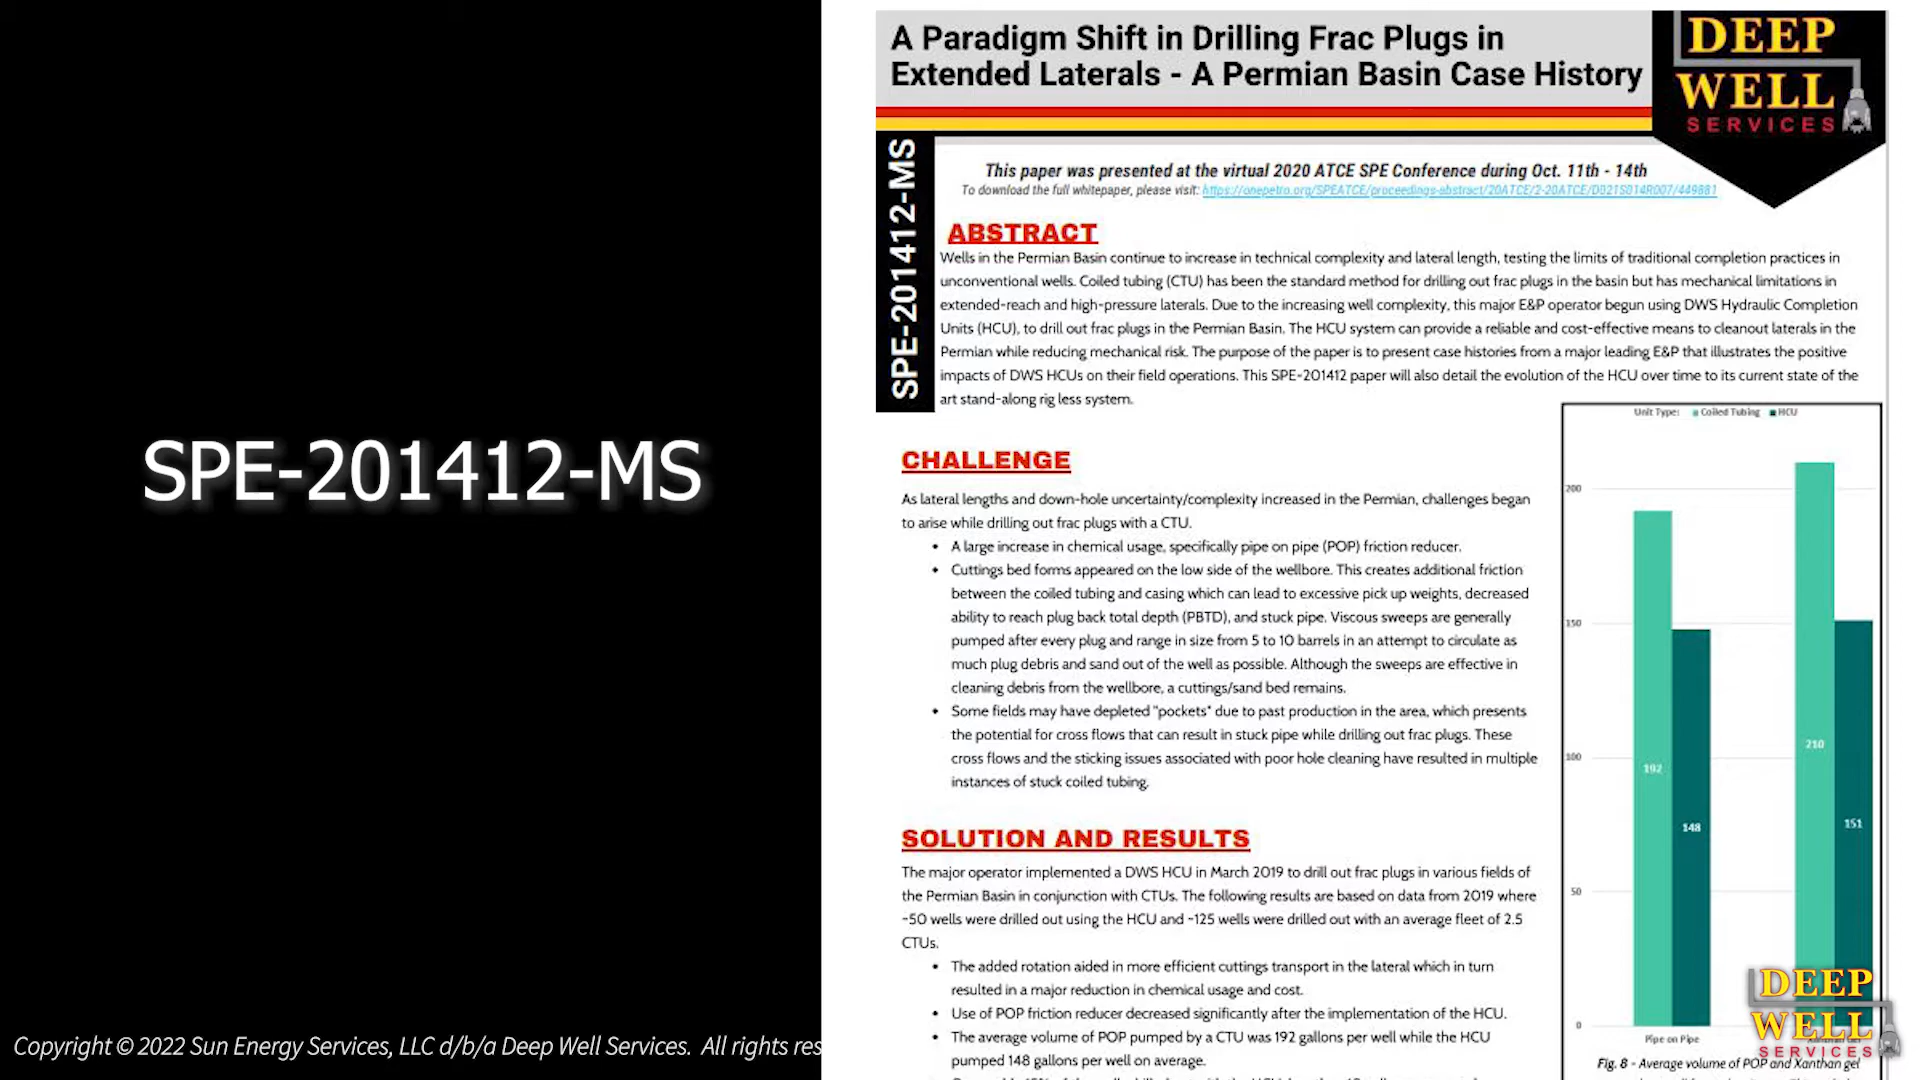 SPE-201412-MS
Copyright © 2022 Sun Energy Services, LLC d/b/a Deep Well Services. All rights res
A Paradigm Shift in Drilling Frac Plugs in
Extended Laterals - A Permian Basin Case History
DEEP
WELL
SERVICES
SPE-201412-MS
This paper was presented at the virtual 2020 ATCE SPE Conference during Oct. 11th - 14th
To download the full whitepaper, please visit: https://onepetro.org/SPEATCE/proceedings-abstract/20ATCE/2-20ATCE/D021S014R007/449881
ABSTRACT
Wells in the Permian Basin continue to increase in technical complexity and lateral length, testing the limits of traditional completion practices in
unconventional wells. Coiled tubing (CTU) has been the standard method for drilling out frac plugs in the basin but has mechanical limitations in
extended-reach and high-pressure laterals. Due to the increasing well complexity, this major E&P operator begun using DWS Hydraulic Completion
Units (HCU), to drill out frac plugs in the Permian Basin. The HCU system can provide a reliable and cost-effective means to cleanout laterals in the
Permian while reducing mechanical risk. The purpose of the paper is to present case histories from a major leading E&P that illustrates the positive
impacts of DWS HCUs on their field operations. This SPE-201412 paper will also detail the evolution of the HCU over time to its current state of the
art stand-along rig less system.
CHALLENGE
As lateral lengths and down-hole uncertainty/complexity increased in the Permian, challenges began
to arise while drilling out frac plugs with a CTU.
• A large increase in chemical usage, specifically pipe on pipe (POP) friction reducer.
• Cuttings bed forms appeared on the low side of the wellbore. This creates additional friction
between the coiled tubing and casing which can lead to excessive pick up weights, decreased
ability to reach plug back total depth (PBTD), and stuck pipe. Viscous sweeps are generally
pumped after every plug and range in size from 5 to 10 barrels in an attempt to circulate as
much plug debris and sand out of the well as possible. Although the sweeps are effective in
cleaning debris from the wellbore, a cuttings/sand bed remains.
• Some fields may have depleted "pockets" due to past production in the area, which presents
the potential for cross flows that can result in stuck pipe while drilling out frac plugs. These
cross flows and the sticking issues associated with poor hole cleaning have resulted in multiple
instances of stuck coiled tubing.
SOLUTION AND RESULTS
The major operator implemented a DWS HCU in March 2019 to drill out frac plugs in various fields of
the Permian Basin in conjunction with CTUs. The following results are based on data from 2019 where
~50 wells were drilled out using the HCU and ~125 wells were drilled out with an average fleet of 2.5
CTUs.
• The added rotation aided in more efficient cuttings transport in the lateral which in turn
resulted in a major reduction in chemical usage and cost.
• Use of POP friction reducer decreased significantly after the implementation of the HCU.
• The average volume of POP pumped by a CTU was 192 gallons per well while the HCU
pumped 148 gallons per well on average.
Unit Type: Coiled Tubing HCU
200
150
100
50
0
192
148
210
151
Pipe on Pipe
Fig. 8 - Average volume of POP and Xanthan gel
DEEP
WELL
SERVICES